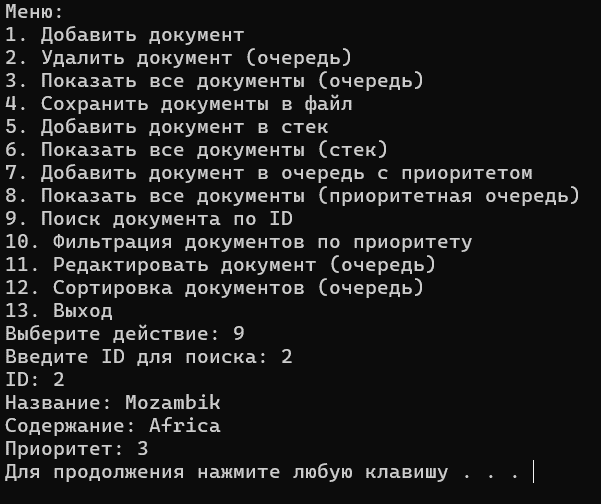 Меню:
1. Добавить документ
2. Удалить документ (очередь)
3. Показать все документы (очередь)
4. Сохранить документы в файл
5. Добавить документ в стек
6. Показать все документы (стек)
7. Добавить документ в очередь с приоритетом
8. Показать все документы (приоритетная очередь)
9. Поиск документа по ID
10. Фильтрация документов по приоритету
11. Редактировать документ (очередь)
12. Сортировка документов (очередь)
13. Выход
Выберите действие: 9
Введите ID для поиска: 2
ID: 2
Название: Mozambik
Содержание: Africa
Приоритет: 3
Для продолжения нажмите любую клавишу . . .